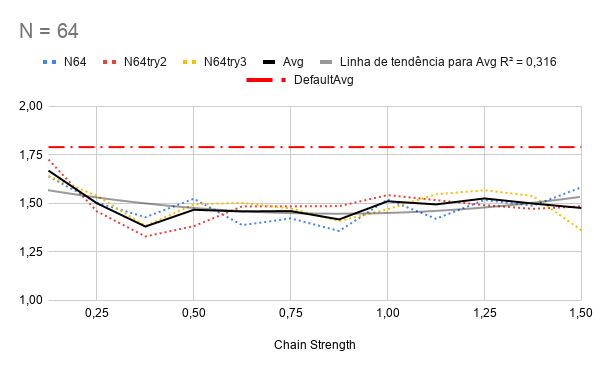 N = 64
N64 N64try2 N64try3 Avg Linha de tendência para Avg R² = 0,316
DefaultAvg
2,00
1,75
1,50
1,25
1,00
0,25 0,50 0,75 1,00 1,25 1,50
Chain Strength